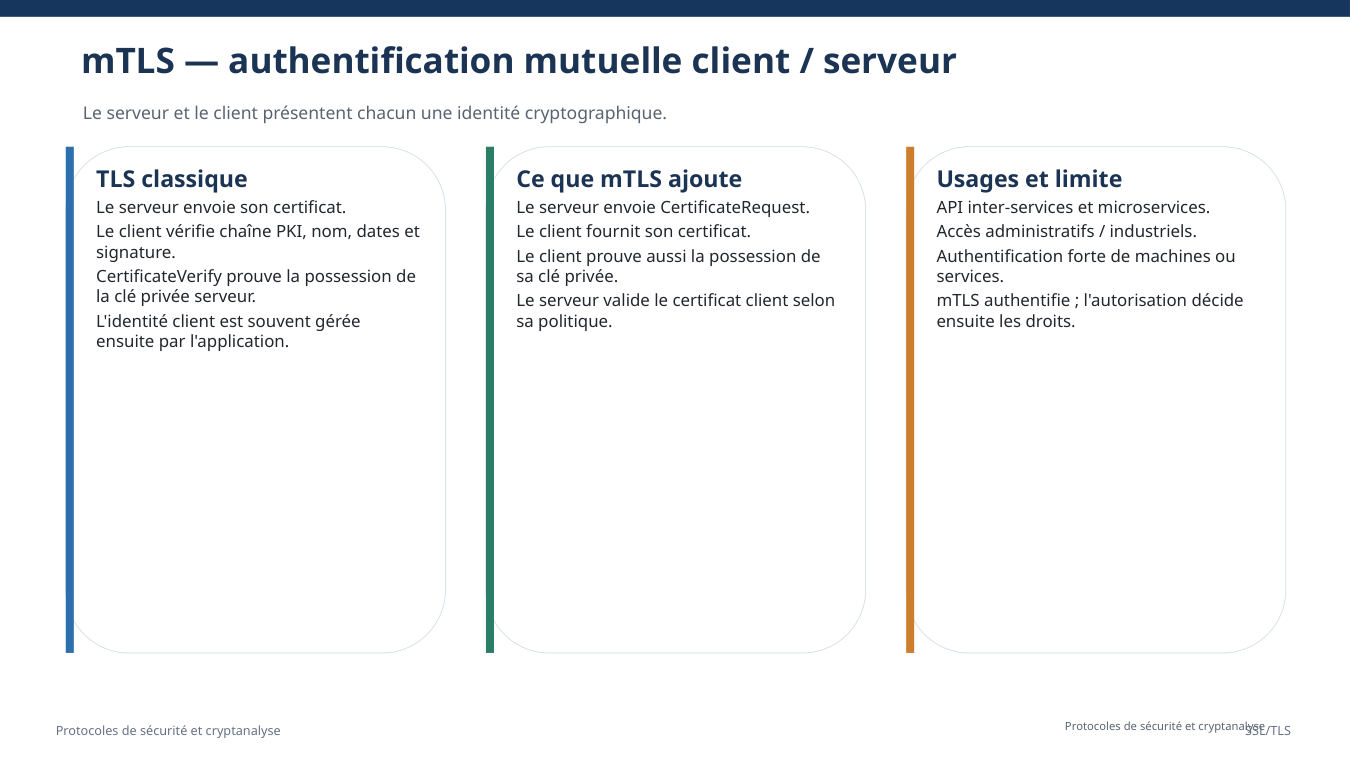 mTLS — authentification mutuelle client / serveur
Le serveur et le client présentent chacun une identité cryptographique.
TLS classique
Le serveur envoie son certificat.
Le client vérifie chaîne PKI, nom, dates et
signature.
CertificateVerify prouve la possession de
la clé privée serveur.
L'identité client est souvent gérée
ensuite par l'application.
Ce que mTLS ajoute
Le serveur envoie CertificateRequest.
Le client fournit son certificat.
Le client prouve aussi la possession de
sa clé privée.
Le serveur valide le certificat client selon
sa politique.
Usages et limite
API inter-services et microservices.
Accès administratifs / industriels.
Authentification forte de machines ou
services.
mTLS authentifie ; l'autorisation décide
ensuite les droits.
Protocoles de sécurité et cryptanalyse
Protocoles de sécurité et cryptanalyse
SSL/TLS